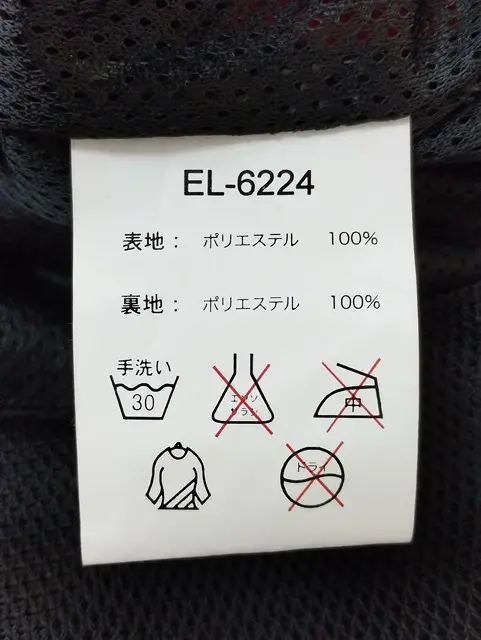 EL-6224
表地： ポリエステル 100%
裏地： ポリエステル 100%
手洗い
30
エンソ
サラシ
中
ドライ